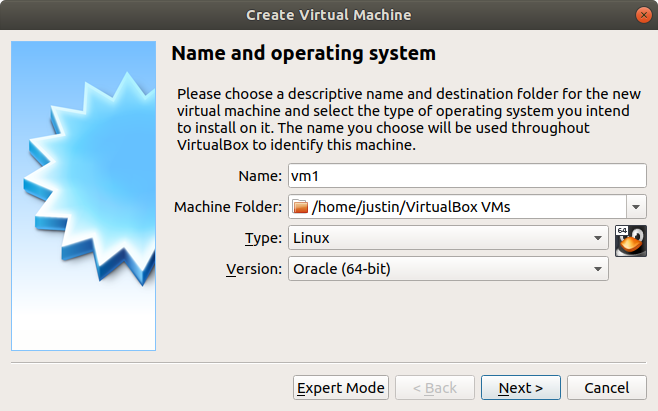 Create Virtual Machine
Name and operating system
Please choose a descriptive name and destination folder for the new
virtual machine and select the type of operating system you intend
to install on it. The name you choose will be used throughout
VirtualBox to identify this machine.
Name: vm1
Machine Folder: /home/justin/VirtualBox VMs
Type: Linux 64
Version: Oracle (64-bit)
Expert Mode < Back Next > Cancel